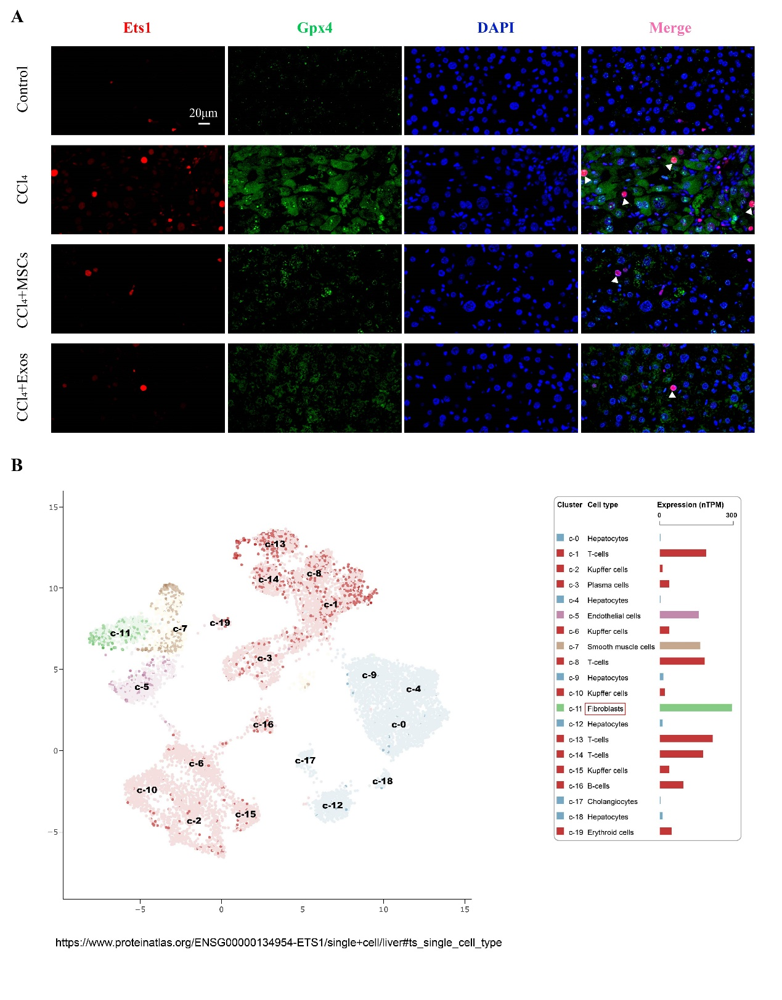 A
Ets1 Gpx4 DAPI Merge
Control
20μm
CCl₄
CCl₄+MSCs
CCl₄+Exos
B
15
10
5
0
−5
−5 0 5 10 15
c-13
c-14
c-8
c-1
c-19
c-7
c-11
c-3
c-5
c-9
c-4
c-0
c-16
c-6
c-17
c-10
c-18
c-12
c-15
c-2
Cluster Cell type Expression (nTPM)
0 300
c-0 Hepatocytes
c-1 T-cells
c-2 Kupffer cells
c-3 Plasma cells
c-4 Hepatocytes
c-5 Endothelial cells
c-6 Kupffer cells
c-7 Smooth muscle cells
c-8 T-cells
c-9 Hepatocytes
c-10 Kupffer cells
c-11 Fibroblasts
c-12 Hepatocytes
c-13 T-cells
c-14 T-cells
c-15 Kupffer cells
c-16 B-cells
c-17 Cholangiocytes
c-18 Hepatocytes
c-19 Erythroid cells
https://www.proteinatlas.org/ENSG00000134954-ETS1/single+cell/liver#ts_single_cell_type